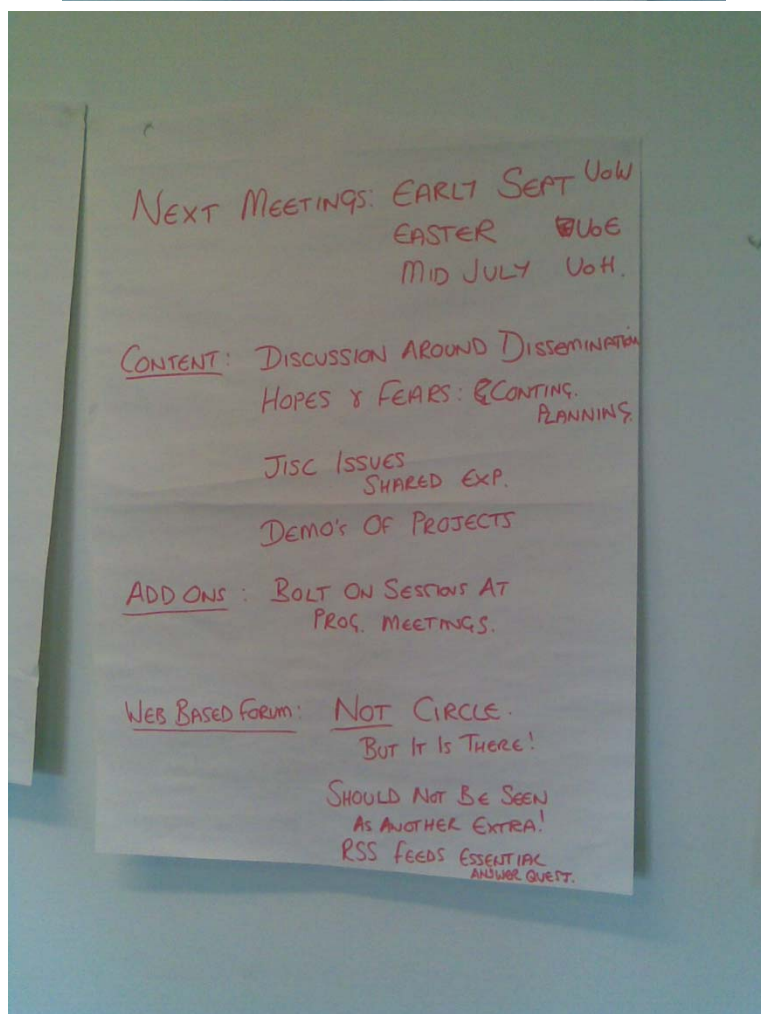 NEXT MEETINGS: EARLY SEPT UoW
EASTER UoE
MID JULY UoH.
CONTENT: DISCUSSION AROUND DISSEMINATION
HOPES & FEARS: CONTING.
PLANNING.
JISC ISSUES
SHARED EXP.
DEMO'S OF PROJECTS
ADD ONS: BOLT ON SESSIONS AT
PROG. MEETINGS.
WEB BASED FORUM: NOT CIRCLE.
BUT IT IS THERE!
SHOULD NOT BE SEEN
AS ANOTHER EXTRA!
RSS FEEDS ESSENTIAL
ANSWER QUEST.